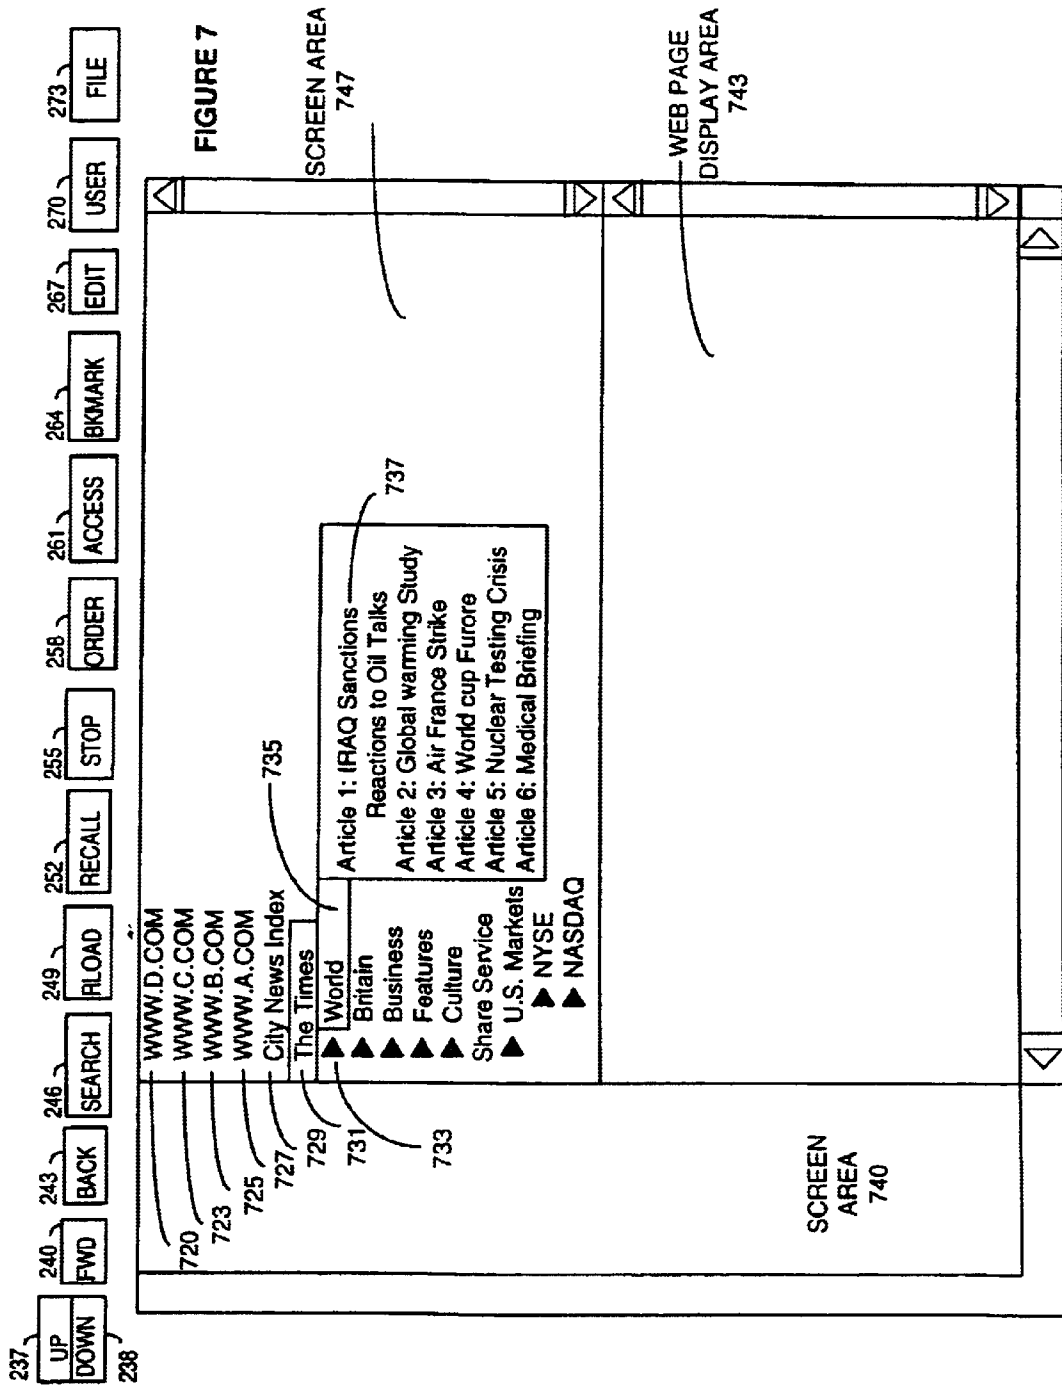 237
UP
DOWN
238
240
FWD
243
BACK
246
SEARCH
249
RLOAD
252
RECALL
255
STOP
258
ORDER
261
ACCESS
264
BKMARK
267
EDIT
270
USER
273
FILE
FIGURE 7
720
WWW.D.COM
723
WWW.C.COM
725
WWW.B.COM
727
WWW.A.COM
729
City News Index
731
The Times
733
World
735
Britain
Business
Features
Culture
Share Service
U.S. Markets
NYSE
NASDAQ
Article 1: IRAQ Sanctions
Reactions to Oil Talks
Article 2: Global warming Study
Article 3: Air France Strike
Article 4: World cup Furore
Article 5: Nuclear Testing Crisis
Article 6: Medical Briefing
737
SCREEN AREA
747
WEB PAGE
DISPLAY AREA
743
SCREEN
AREA
740